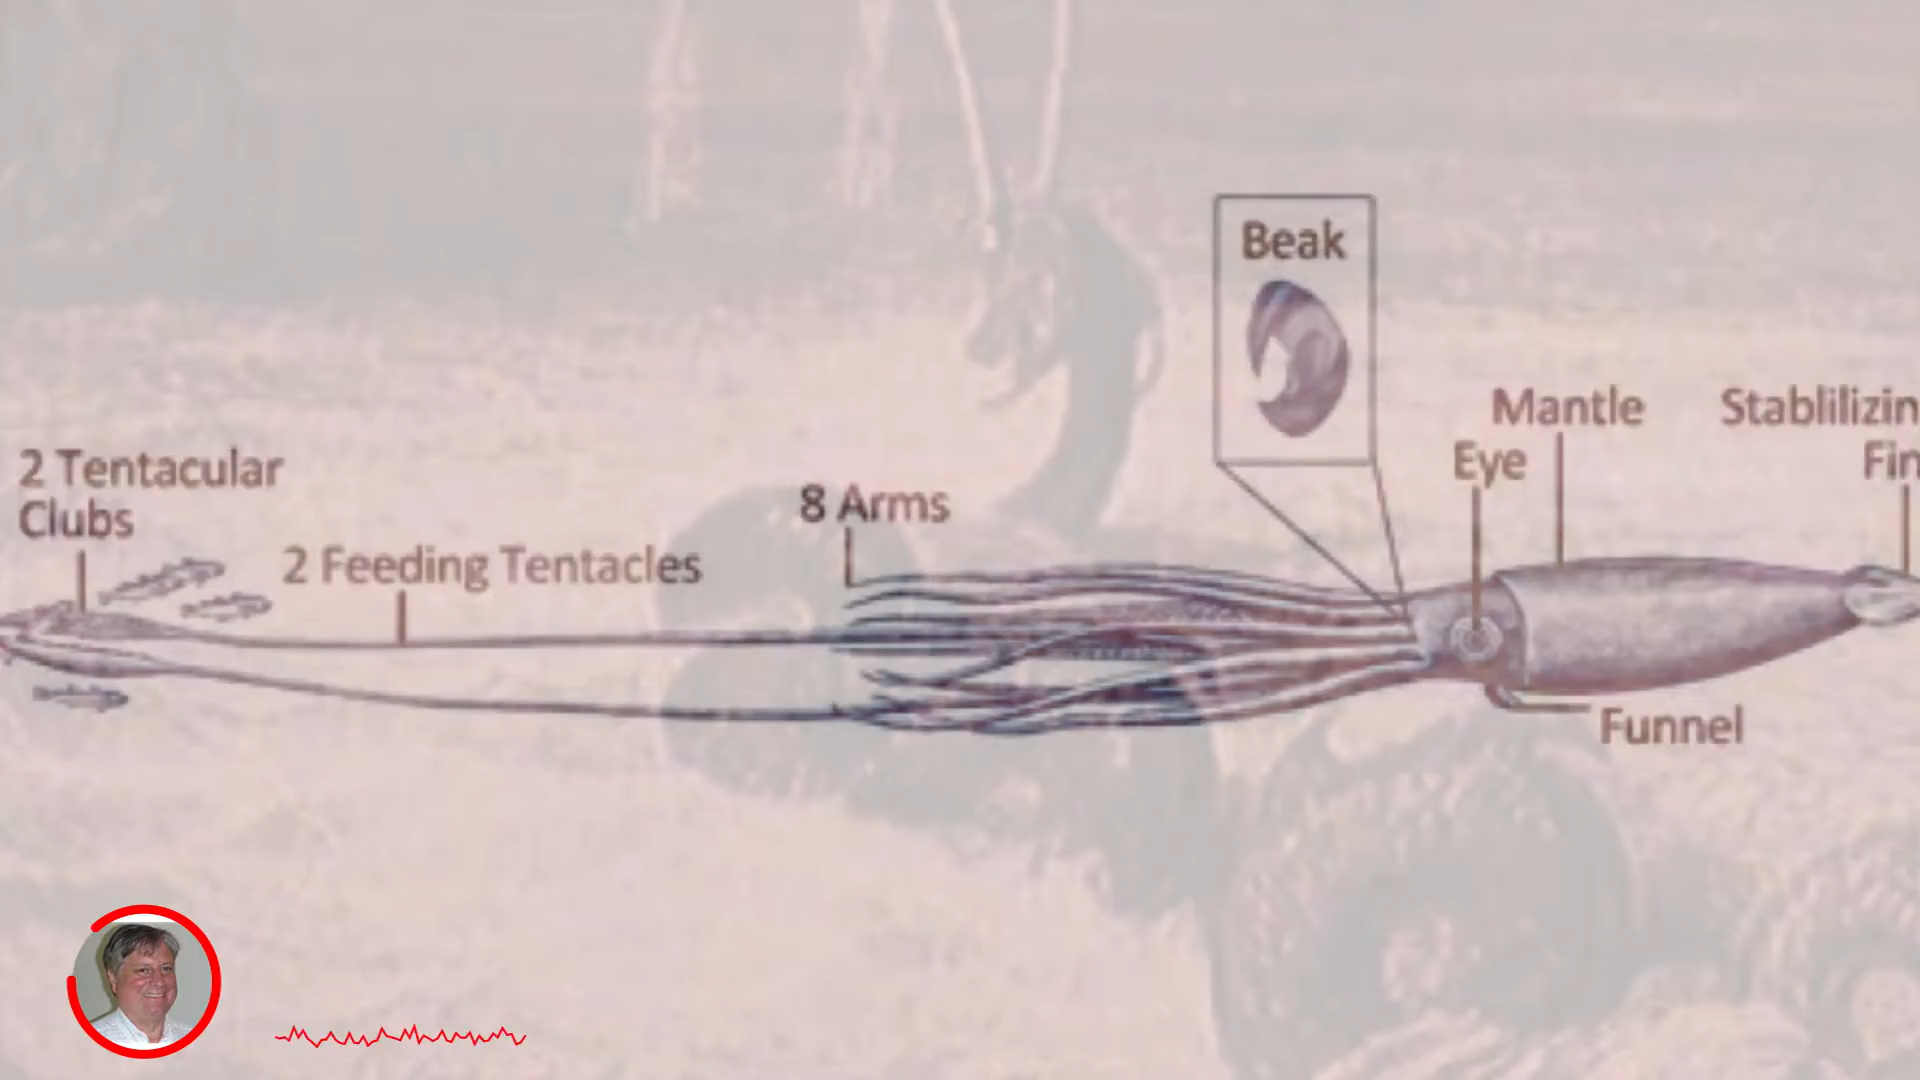 Beak
Mantle
Stablilizin
Eye
Fin
2 Tentacular
Clubs
8 Arms
2 Feeding Tentacles
Funnel